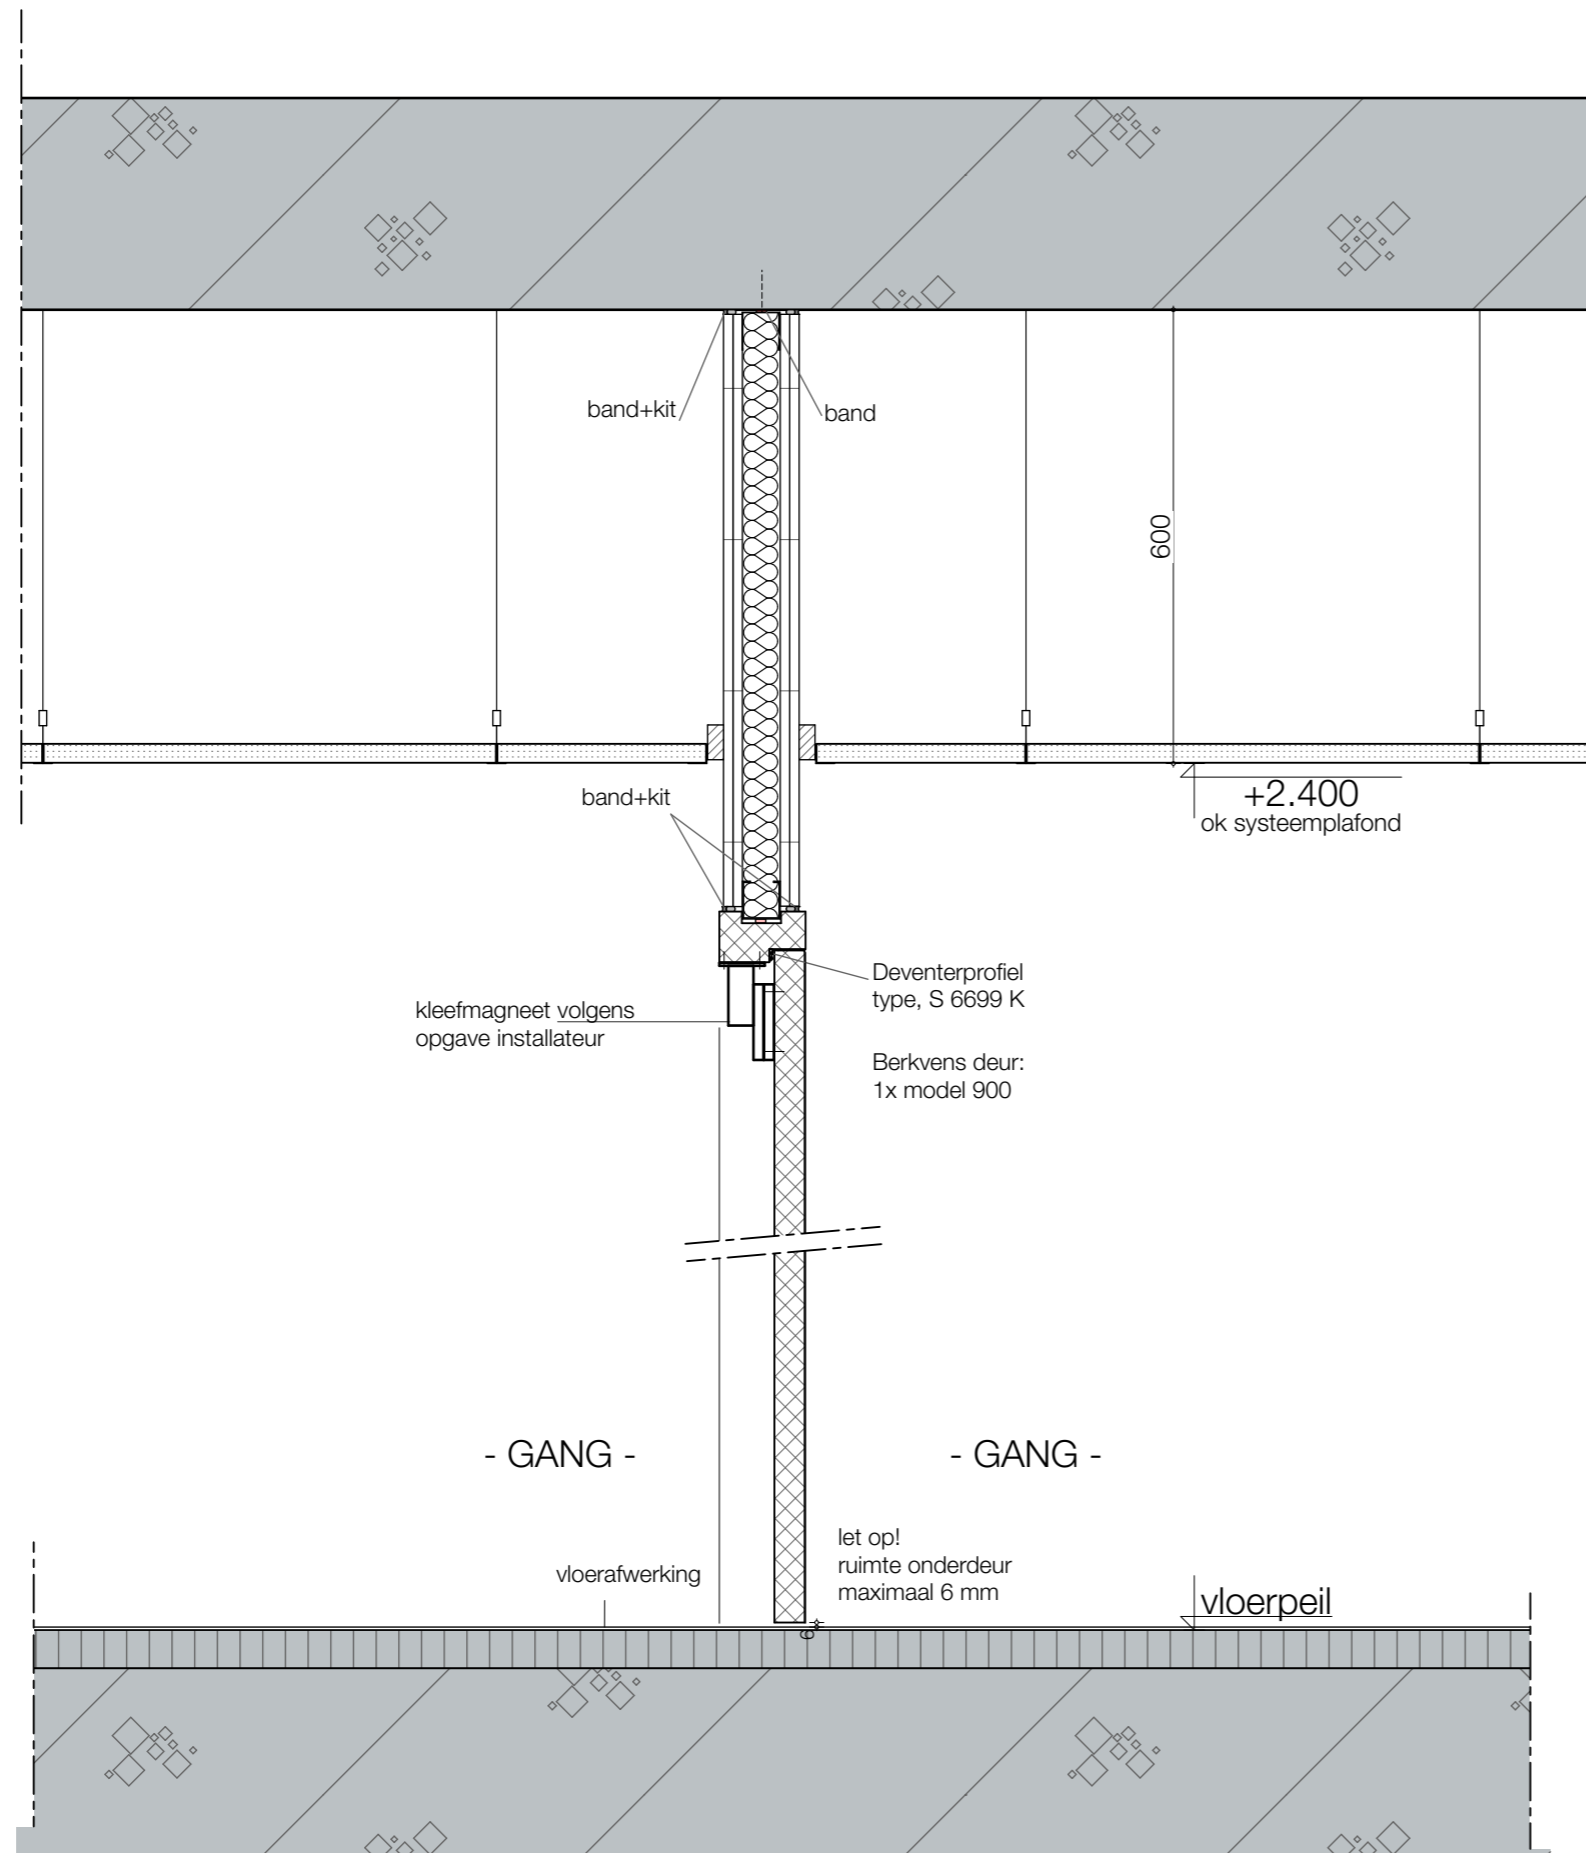 band+kit
band
600
+2.400
ok systeemplafond
band+kit
Deventerprofiel
type, S 6699 K
kleefmagneet volgens
opgave installateur
Berkvens deur:
1x model 900
- GANG -
- GANG -
let op!
ruimte onderdeur
maximaal 6 mm
vloerafwerking
vloerpeil
6